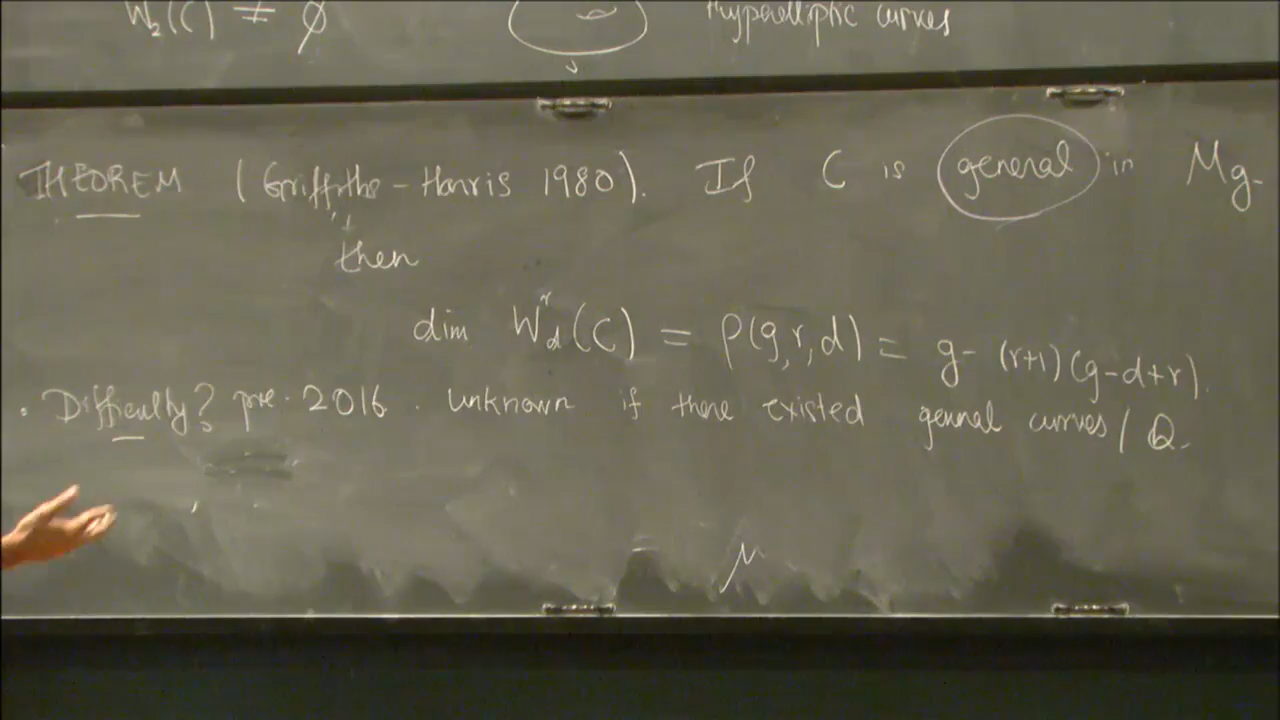 W₂(C) ≠ ∅ Hyperelliptic curves
THEOREM (Griffiths-Harris 1980). If C is general in Mg.
then
dim Wʳ_d(C) = ρ(g,r,d) = g-(r+1)(g-d+r).
. Difficulty? pre-2016. unknown if there existed general curves/Q.